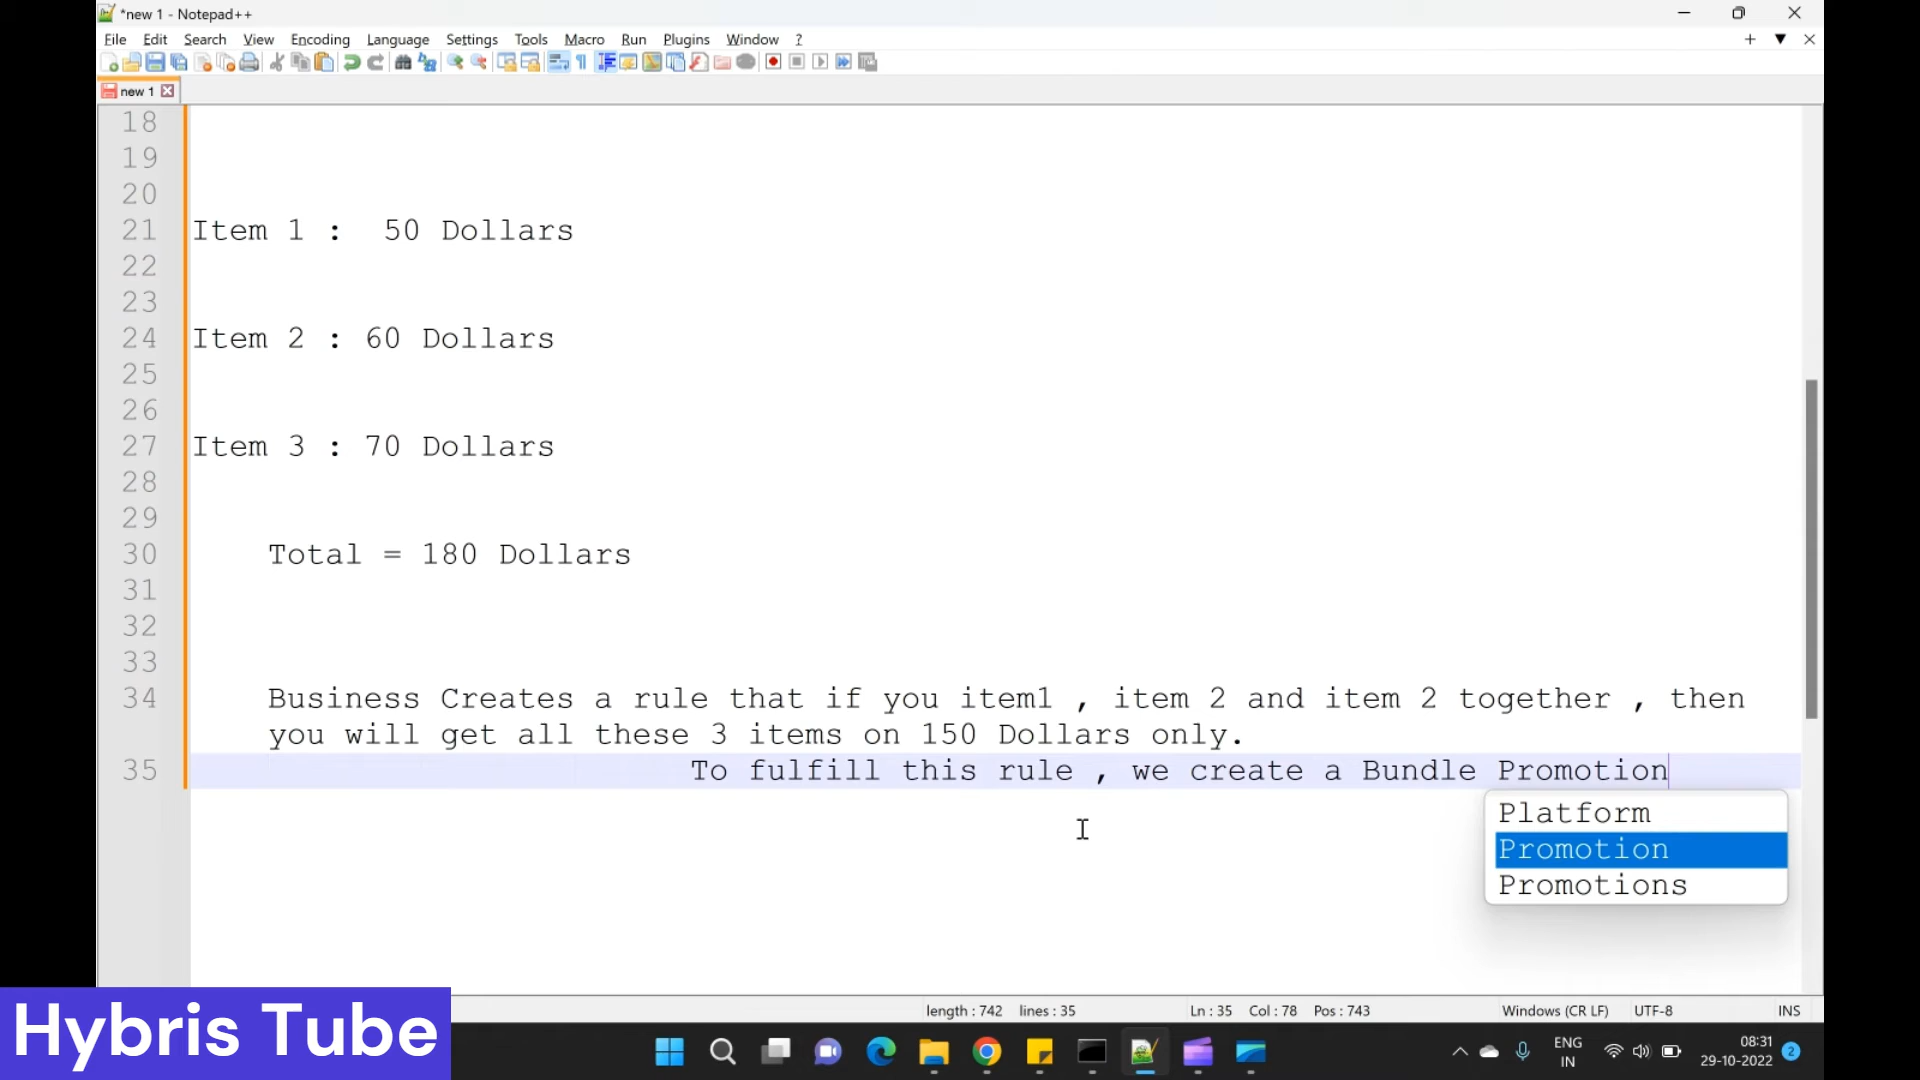 *new 1 - Notepad++
File Edit Search View Encoding Language Settings Tools Macro Run Plugins Window ?
new 1
18
19
20
21 Item 1 :  50 Dollars
22
23
24 Item 2 : 60 Dollars
25
26
27 Item 3 : 70 Dollars
28
29
30 Total = 180 Dollars
31
32
33
34 Business Creates a rule that if you item1 , item 2 and item 2 together , then
you will get all these 3 items on 150 Dollars only.
35 To fulfill this rule , we create a Bundle Promotion
Platform
Promotion
Promotions
length : 742 lines : 35 Ln : 35 Col : 78 Pos : 743 Windows (CR LF) UTF-8 INS
Hybris Tube
ENG
IN
08:31
29-10-2022
2